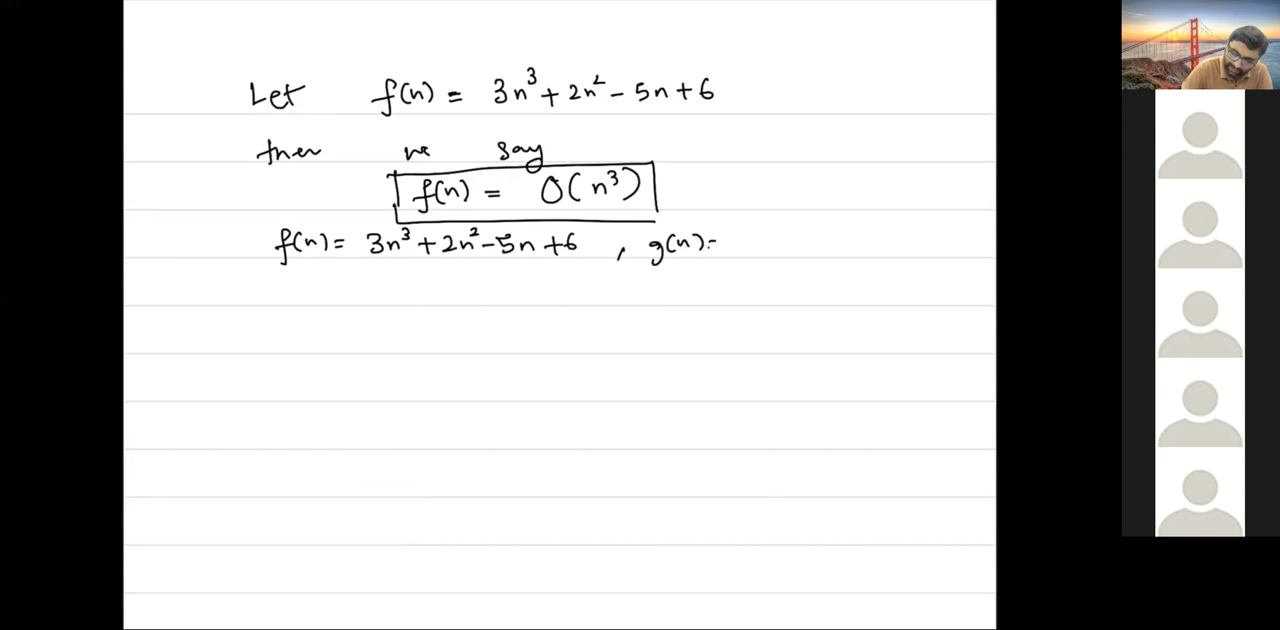 Let f(n) = 3n³ + 2n² - 5n + 6
then we say
f(n) = O(n³)
f(n) = 3n³ + 2n² - 5n + 6 , g(n) =